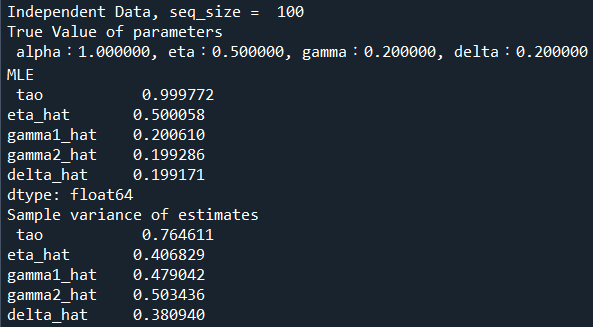 Independent Data, seq_size =  100
True Value of parameters
 alpha：1.000000, eta：0.500000, gamma：0.200000, delta：0.200000
MLE
 tao           0.999772
eta_hat       0.500058
gamma1_hat    0.200610
gamma2_hat    0.199286
delta_hat     0.199171
dtype: float64
Sample variance of estimates
 tao           0.764611
eta_hat       0.406829
gamma1_hat    0.479042
gamma2_hat    0.503436
delta_hat     0.380940